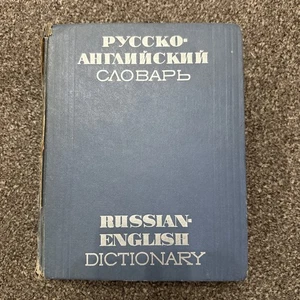 РУССКО-
АНГЛИЙСКИЙ
СЛОВАРЬ
RUSSIAN-
ENGLISH
DICTIONARY